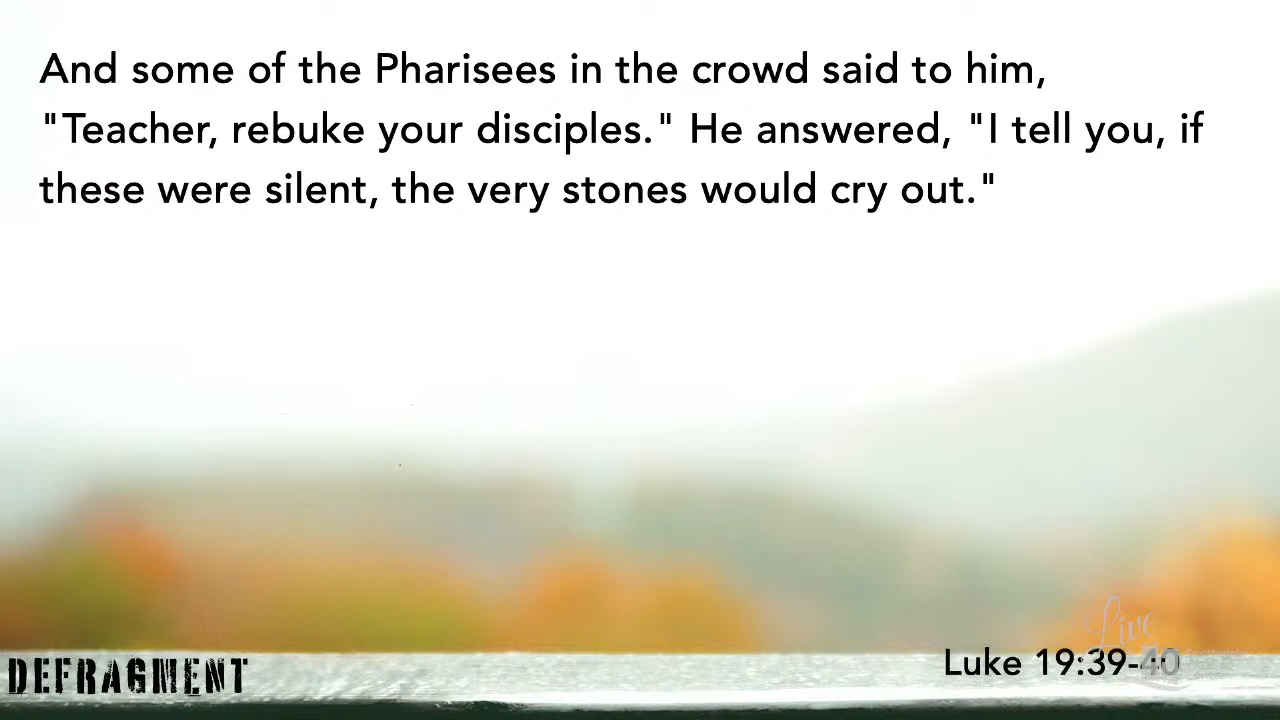 And some of the Pharisees in the crowd said to him,
"Teacher, rebuke your disciples." He answered, "I tell you, if
these were silent, the very stones would cry out."
Live
Luke 19:39-40
DEFRAGMENT